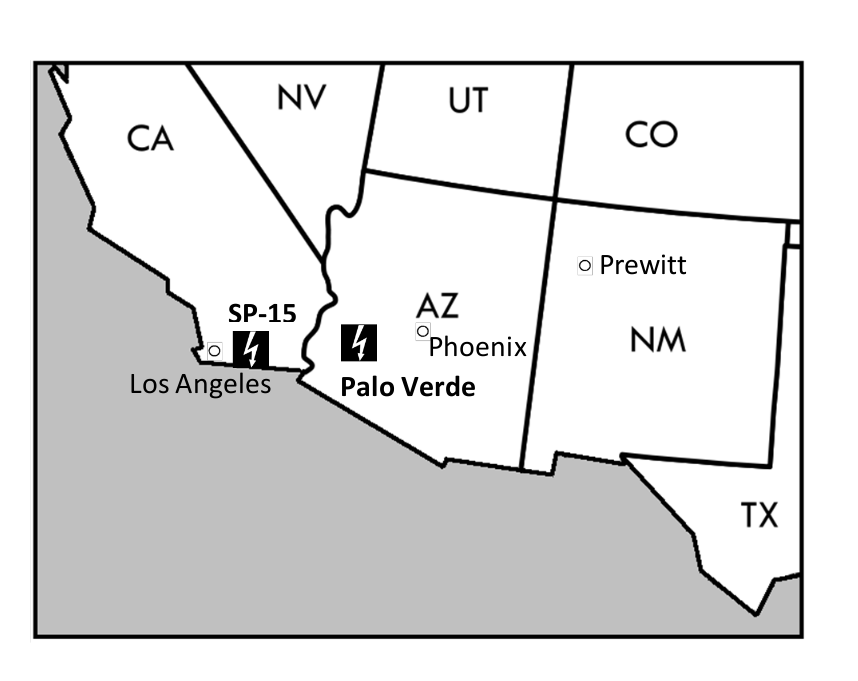 NV
UT
CA
CO
Prewitt
SP-15
AZ
Phoenix
NM
Los Angeles
Palo Verde
TX